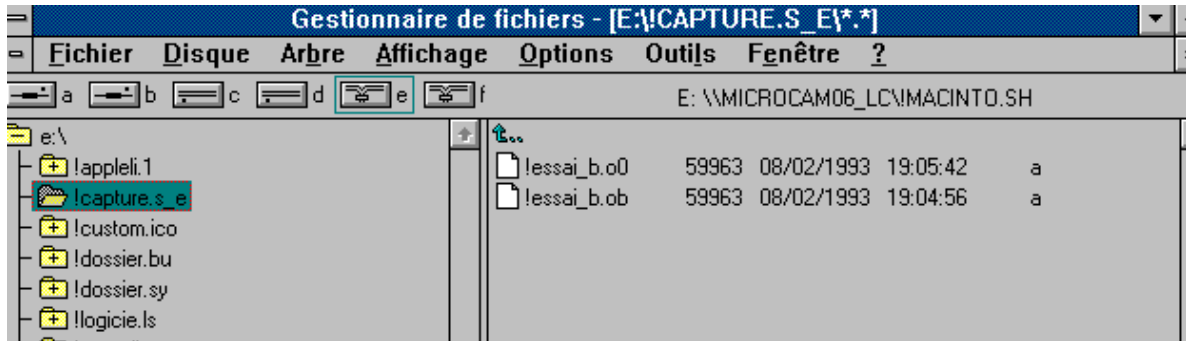 Gestionnaire de fichiers - [E:\!CAPTURE.S_E\*.*]
Fichier Disque Arbre Affichage Options Outils Fenêtre ?
a b c d e f E: \\MICROCAM06_LC\!MACINTO.SH
e:\
!appleli.1
!capture.s_e
!custom.ico
!dossier.bu
!dossier.sy
!logicie.ls
..
!essai_b.o0 59963 08/02/1993 19:05:42 a
!essai_b.ob 59963 08/02/1993 19:04:56 a